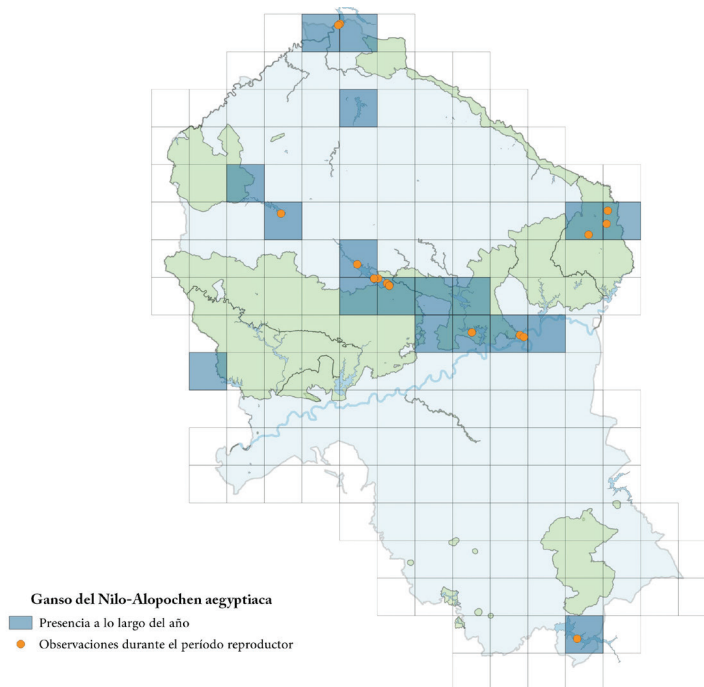 Ganso del Nilo-Alopochen aegyptiaca
Presencia a lo largo del año
Observaciones durante el período reproductor